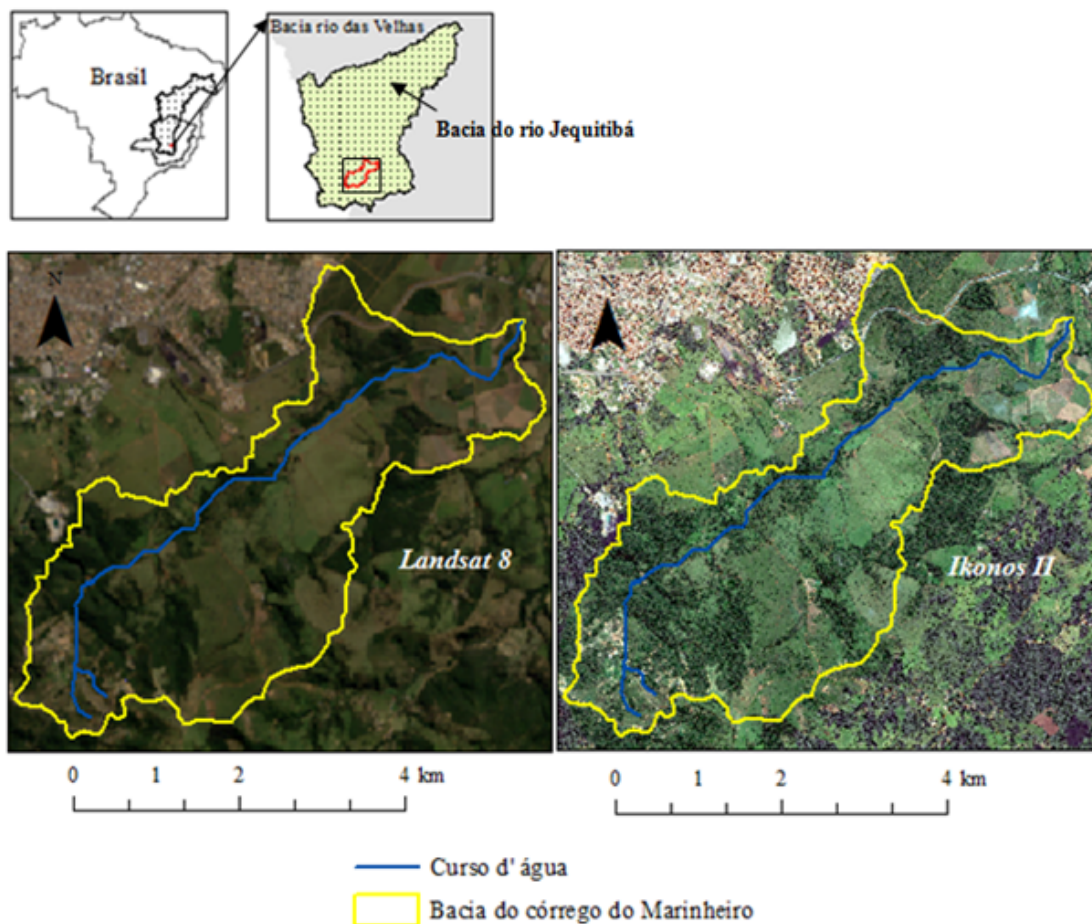 Bacia rio das Velhas
Brasil
Bacia do rio Jequitibá
N
Landsat 8
Ikonos II
0 1 2 4 km
0 1 2 4 km
Curso d' água
Bacia do córrego do Marinheiro